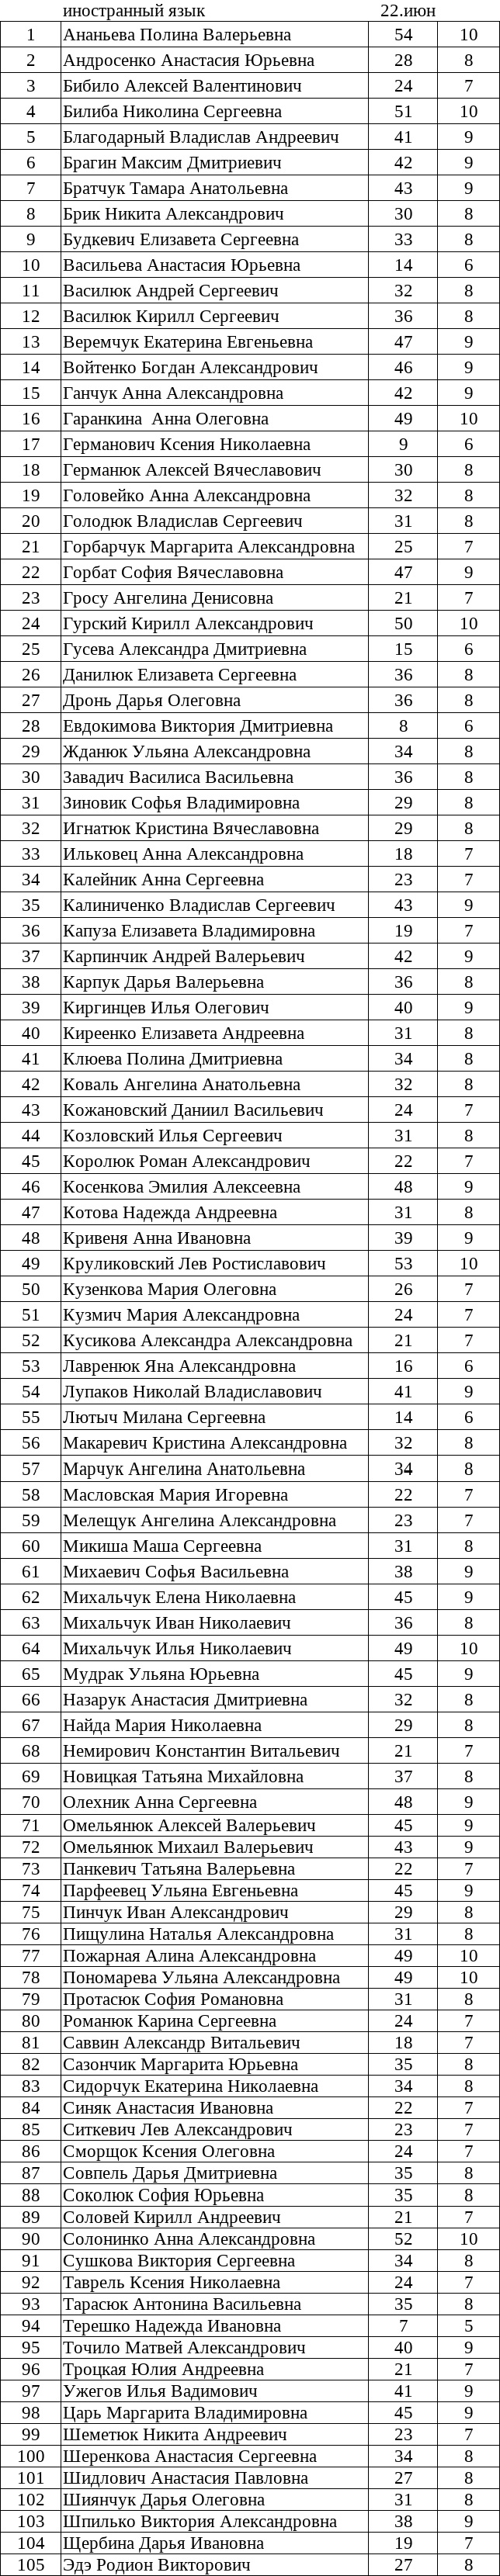 иностранный язык 22.июн
1 Ананьева Полина Валерьевна 54 10
2 Андросенко Анастасия Юрьевна 28 8
3 Бибило Алексей Валентинович 24 7
4 Билиба Николина Сергеевна 51 10
5 Благодарный Владислав Андреевич 41 9
6 Брагин Максим Дмитриевич 42 9
7 Братчук Тамара Анатольевна 43 9
8 Брик Никита Александрович 30 8
9 Будкевич Елизавета Сергеевна 33 8
10 Васильева Анастасия Юрьевна 14 6
11 Василюк Андрей Сергеевич 32 8
12 Василюк Кирилл Сергеевич 36 8
13 Веремчук Екатерина Евгеньевна 47 9
14 Войтенко Богдан Александрович 46 9
15 Ганчук Анна Александровна 42 9
16 Гаранкина Анна Олеговна 49 10
17 Германович Ксения Николаевна 9 6
18 Германюк Алексей Вячеславович 30 8
19 Головейко Анна Александровна 32 8
20 Голодюк Владислав Сергеевич 31 8
21 Горбарчук Маргарита Александровна 25 7
22 Горбат София Вячеславовна 47 9
23 Гросу Ангелина Денисовна 21 7
24 Гурский Кирилл Александрович 50 10
25 Гусева Александра Дмитриевна 15 6
26 Данилюк Елизавета Сергеевна 36 8
27 Дронь Дарья Олеговна 36 8
28 Евдокимова Виктория Дмитриевна 8 6
29 Жданюк Ульяна Александровна 34 8
30 Завадич Василиса Васильевна 36 8
31 Зиновик Софья Владимировна 29 8
32 Игнатюк Кристина Вячеславовна 29 8
33 Ильковец Анна Александровна 18 7
34 Калейник Анна Сергеевна 23 7
35 Калиниченко Владислав Сергеевич 43 9
36 Капуза Елизавета Владимировна 19 7
37 Карпинчик Андрей Валерьевич 42 9
38 Карпук Дарья Валерьевна 36 8
39 Киргинцев Илья Олегович 40 9
40 Киреенко Елизавета Андреевна 31 8
41 Клюева Полина Дмитриевна 34 8
42 Коваль Ангелина Анатольевна 32 8
43 Кожановский Даниил Васильевич 24 7
44 Козловский Илья Сергеевич 31 8
45 Королюк Роман Александрович 22 7
46 Косенкова Эмилия Алексеевна 48 9
47 Котова Надежда Андреевна 31 8
48 Кривеня Анна Ивановна 39 9
49 Круликовский Лев Ростиславович 53 10
50 Кузенкова Мария Олеговна 26 7
51 Кузмич Мария Александровна 24 7
52 Кусикова Александра Александровна 21 7
53 Лавренюк Яна Александровна 16 6
54 Лупаков Николай Владиславович 41 9
55 Лютыч Милана Сергеевна 14 6
56 Макаревич Кристина Александровна 32 8
57 Марчук Ангелина Анатольевна 34 8
58 Масловская Мария Игоревна 22 7
59 Мелещук Ангелина Александровна 23 7
60 Микиша Маша Сергеевна 31 8
61 Михаевич Софья Васильевна 38 9
62 Михальчук Елена Николаевна 45 9
63 Михальчук Иван Николаевич 36 8
64 Михальчук Илья Николаевич 49 10
65 Мудрак Ульяна Юрьевна 45 9
66 Назарук Анастасия Дмитриевна 32 8
67 Найда Мария Николаевна 29 8
68 Немирович Константин Витальевич 21 7
69 Новицкая Татьяна Михайловна 37 8
70 Олехник Анна Сергеевна 48 9
71 Омельянюк Алексей Валерьевич 45 9
72 Омельянюк Михаил Валерьевич 43 9
73 Панкевич Татьяна Валерьевна 22 7
74 Парфеевец Ульяна Евгеньевна 45 9
75 Пинчук Иван Александрович 29 8
76 Пищулина Наталья Александровна 31 8
77 Пожарная Алина Александровна 49 10
78 Пономарева Ульяна Александровна 49 10
79 Протасюк София Романовна 31 8
80 Романюк Карина Сергеевна 24 7
81 Саввин Александр Витальевич 18 7
82 Сазончик Маргарита Юрьевна 35 8
83 Сидорчук Екатерина Николаевна 34 8
84 Синяк Анастасия Ивановна 22 7
85 Ситкевич Лев Александрович 23 7
86 Сморщок Ксения Олеговна 24 7
87 Совпель Дарья Дмитриевна 35 8
88 Соколюк София Юрьевна 35 8
89 Соловей Кирилл Андреевич 21 7
90 Солонинко Анна Александровна 52 10
91 Сушкова Виктория Сергеевна 34 8
92 Таврель Ксения Николаевна 24 7
93 Тарасюк Антонина Васильевна 35 8
94 Терешко Надежда Ивановна 7 5
95 Точило Матвей Александрович 40 9
96 Троцкая Юлия Андреевна 21 7
97 Ужегов Илья Вадимович 41 9
98 Царь Маргарита Владимировна 45 9
99 Шеметюк Никита Андреевич 23 7
100 Шеренкова Анастасия Сергеевна 34 8
101 Шидлович Анастасия Павловна 27 8
102 Шиянчук Дарья Олеговна 31 8
103 Шпилько Виктория Александровна 38 9
104 Щербина Дарья Ивановна 19 7
105 Эдэ Родион Викторович 27 8